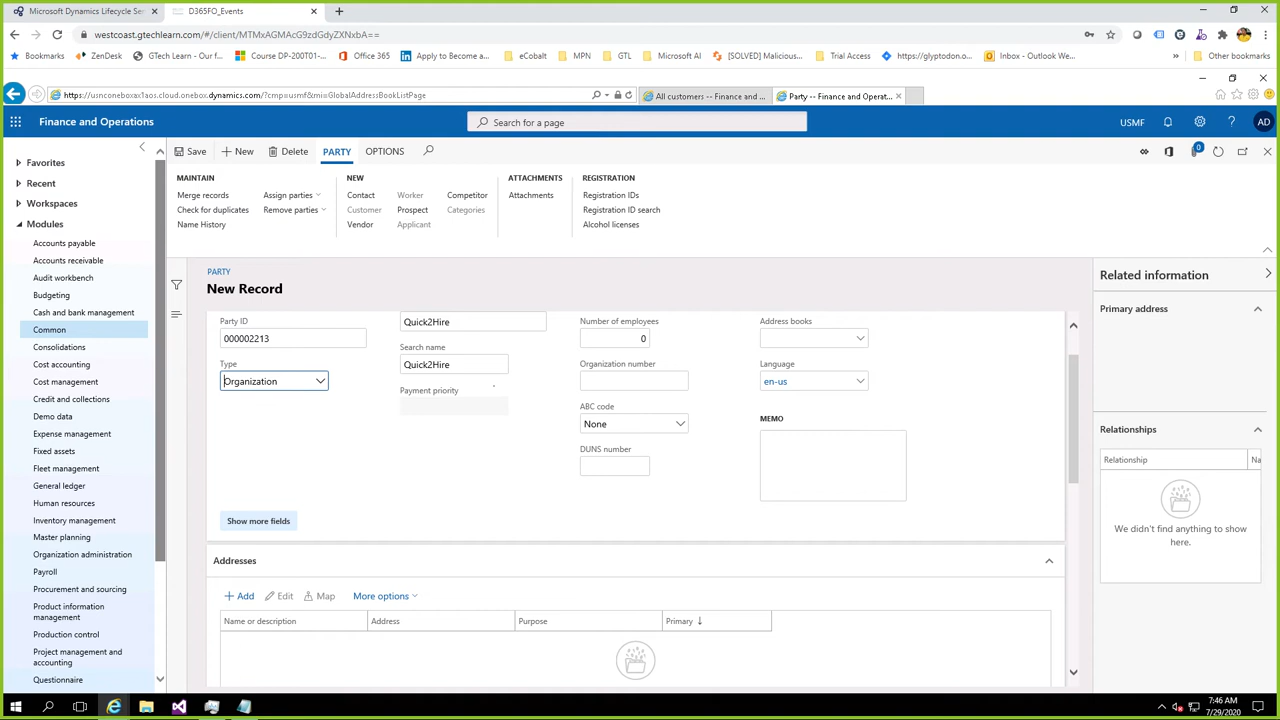 Microsoft Dynamics Lifecycle Ser
D365FO_Events
westcoast.gtechlearn.com/#/client/MTMxAGMAcG9zdGdyZXNxbA==
Bookmarks
ZenDesk
GTech Learn - Our f...
Course DP-200T01-...
Office 365
Apply to Become a...
eCobalt
MPN
GTL
Microsoft AI
[SOLVED] Malicious...
Trial Access
https://glyptodon.o...
Inbox - Outlook We...
»
Other bookmarks
https://usnconeboxax1aos.cloud.onebox.dynamics.com/?cmp=usmf&mi=GlobalAddressBookListPage
All customers -- Finance and ...
Party -- Finance and Operat...
Finance and Operations
Search for a page
USMF
?
AD
Save
New
Delete
PARTY
OPTIONS
0
Favorites
Recent
Workspaces
Modules
Accounts payable
Accounts receivable
Audit workbench
Budgeting
Cash and bank management
Common
Consolidations
Cost accounting
Cost management
Credit and collections
Demo data
Expense management
Fixed assets
Fleet management
General ledger
Human resources
Inventory management
Master planning
Organization administration
Payroll
Procurement and sourcing
Product information
management
Production control
Project management and
accounting
Questionnaire
MAINTAIN
Merge records
Check for duplicates
Name History
Assign parties
Remove parties
NEW
Contact
Customer
Vendor
Worker
Prospect
Applicant
Competitor
Categories
ATTACHMENTS
Attachments
REGISTRATION
Registration IDs
Registration ID search
Alcohol licenses
PARTY
New Record
Party ID
000002213
Type
Organization
Quick2Hire
Search name
Quick2Hire
Payment priority
Number of employees
0
Organization number
ABC code
None
DUNS number
Address books
Language
en-us
MEMO
Show more fields
Addresses
Add
Edit
Map
More options
Name or description
Address
Purpose
Primary
Related information
Primary address
Relationships
Relationship
Na
We didn't find anything to show
here.
7:46 AM
7/29/2020